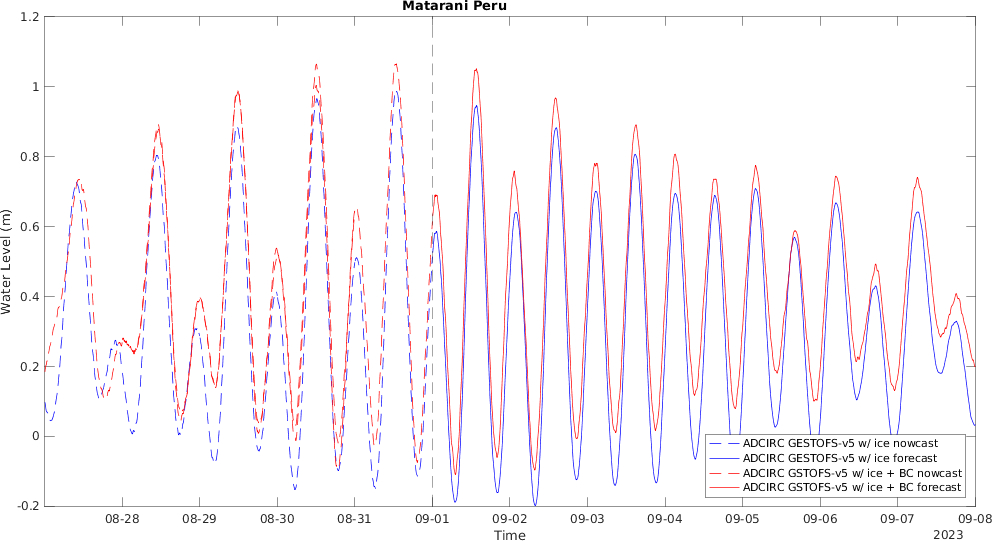 Matarani Peru
1.2
1
0.8
0.6
0.4
0.2
0
-0.2
Water Level (m)
ADCIRC GESTOFS-v5 w/ ice nowcast
ADCIRC GESTOFS-v5 w/ ice forecast
ADCIRC GSTOFS-v5 w/ ice + BC nowcast
ADCIRC GSTOFS-v5 w/ ice + BC forecast
08-28 08-29 08-30 08-31 09-01 09-02 09-03 09-04 09-05 09-06 09-07 09-08
Time
2023